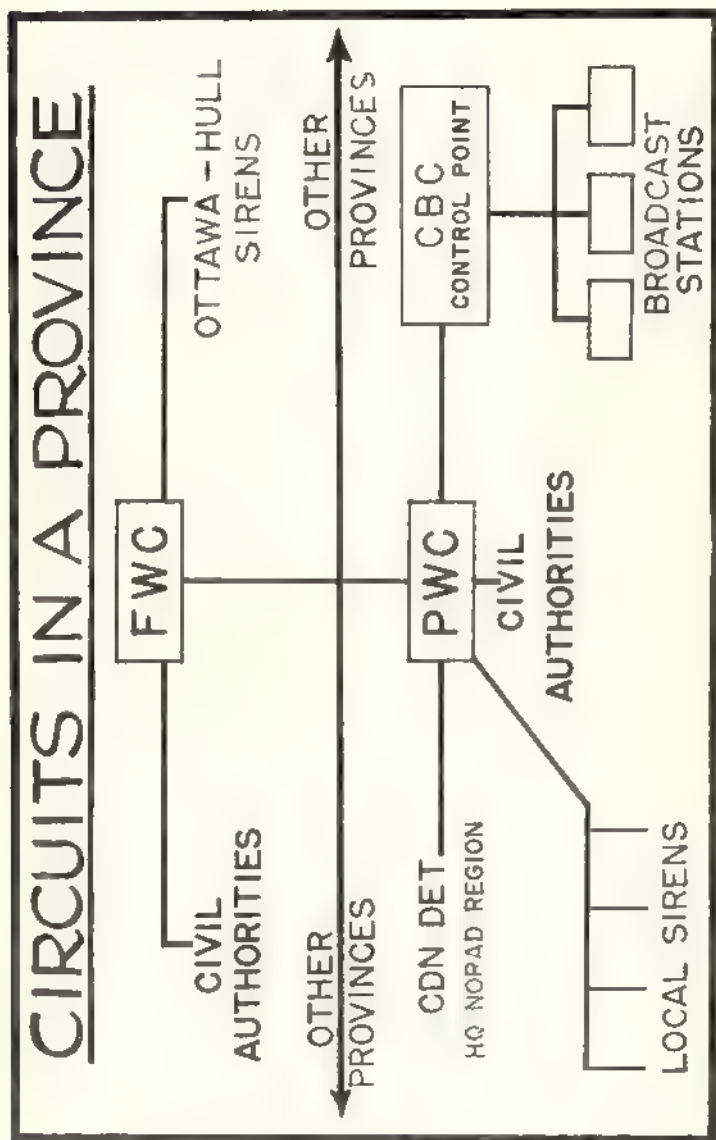 CIRCUITS IN A PROVINCE
FWC
CIVIL
AUTHORITIES
OTTAWA - HULL
SIRENS
OTHER
PROVINCES
OTHER
PROVINCES
CDN DET
HQ NORAD REGION
PWC
CBC
CONTROL POINT
CIVIL
AUTHORITIES
LOCAL SIRENS
BROADCAST
STATIONS